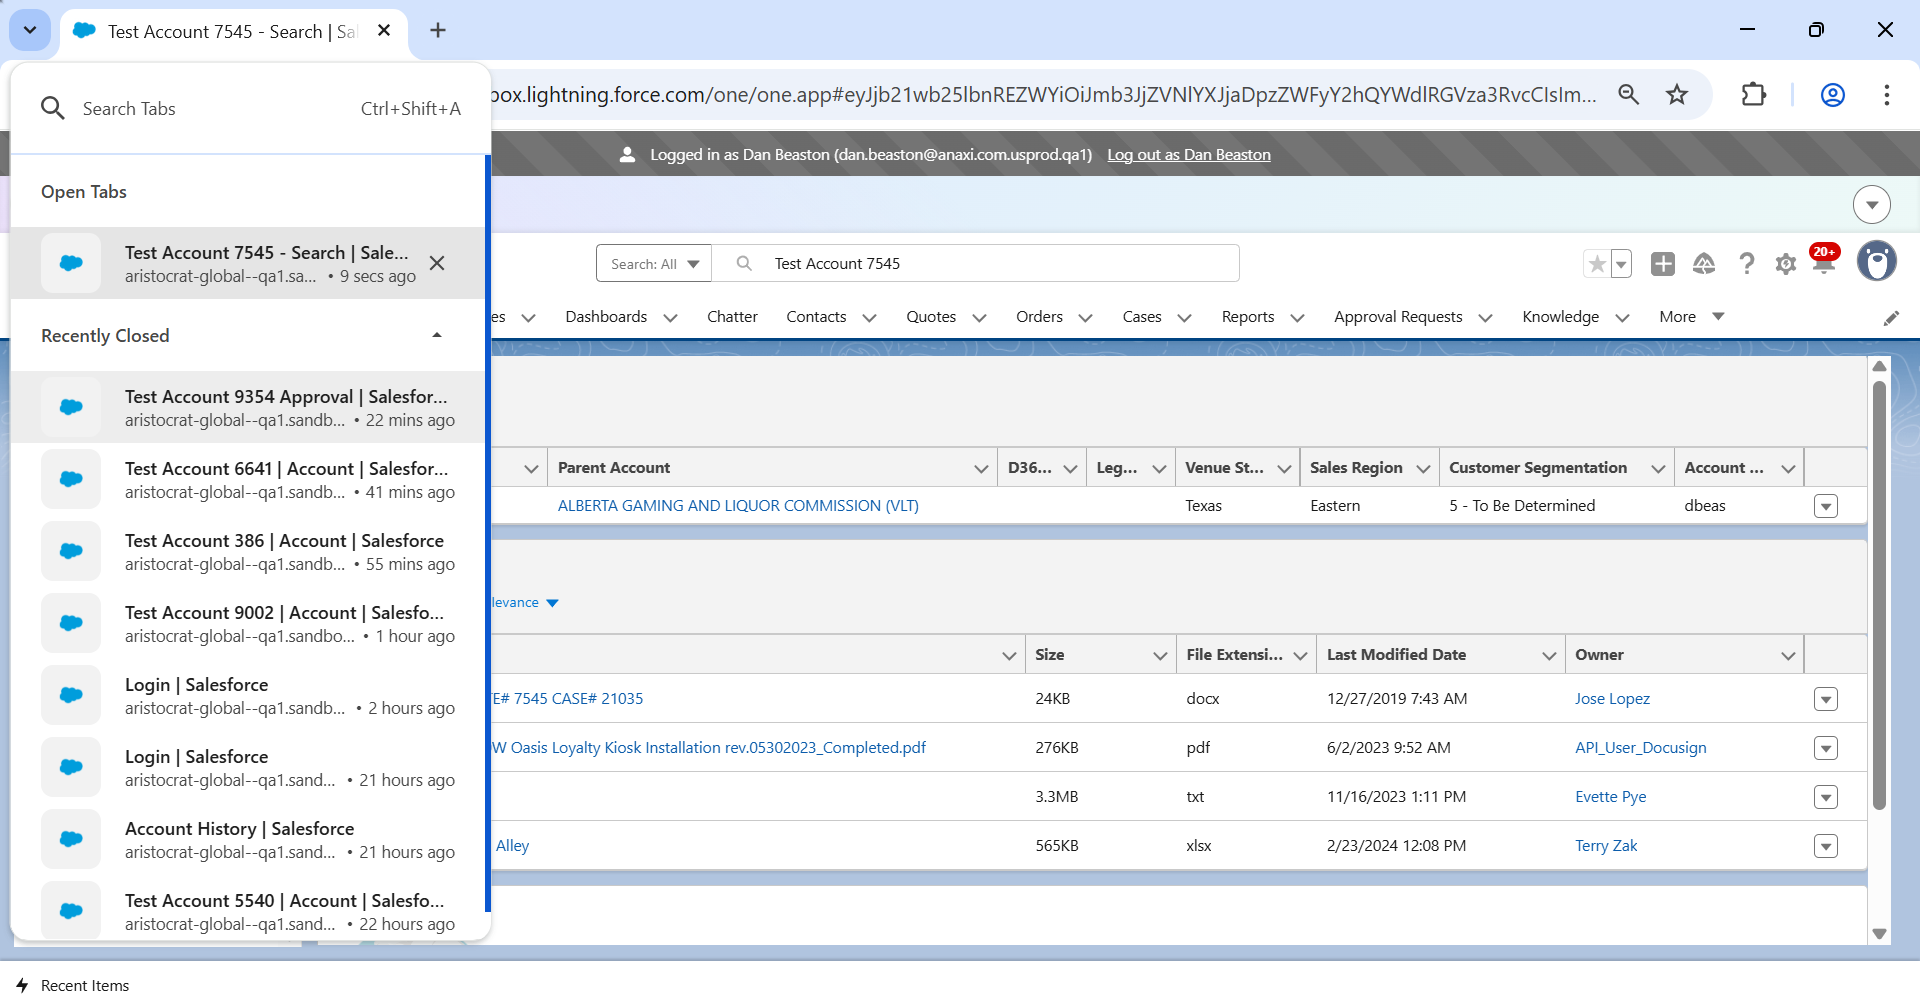 Test Account 7545 - Search | Sa
Search Tabs Ctrl+Shift+A
box.lightning.force.com/one/one.app#eyJjb21wb25lbnREZWYiOiJmb3JjZVNlYXJjaDpzZWFyY2hQYWdlRGVza3RvcCIsIm...
Logged in as Dan Beaston (dan.beaston@anaxi.com.usprod.qa1) Log out as Dan Beaston
Open Tabs
Test Account 7545 - Search | Sale...
aristocrat-global--qa1.sa... • 9 secs ago
Search: All Test Account 7545 20+
Recently Closed
es Dashboards Chatter Contacts Quotes Orders Cases Reports Approval Requests Knowledge More
Test Account 9354 Approval | Salesfor...
aristocrat-global--qa1.sandb... • 22 mins ago
Test Account 6641 | Account | Salesfor...
aristocrat-global--qa1.sandb... • 41 mins ago
Test Account 386 | Account | Salesforce
aristocrat-global--qa1.sandb... • 55 mins ago
Test Account 9002 | Account | Salesfo...
aristocrat-global--qa1.sandbo... • 1 hour ago
Login | Salesforce
aristocrat-global--qa1.sandb... • 2 hours ago
Login | Salesforce
aristocrat-global--qa1.sand... • 21 hours ago
Account History | Salesforce
aristocrat-global--qa1.sand... • 21 hours ago
Test Account 5540 | Account | Salesfo...
aristocrat-global--qa1.sand... • 22 hours ago
Parent Account D36... Leg... Venue St... Sales Region Customer Segmentation Account ...
ALBERTA GAMING AND LIQUOR COMMISSION (VLT) Texas Eastern 5 - To Be Determined dbeas
levance
Size File Extensi... Last Modified Date Owner
E# 7545 CASE# 21035 24KB docx 12/27/2019 7:43 AM Jose Lopez
W Oasis Loyalty Kiosk Installation rev.05302023_Completed.pdf 276KB pdf 6/2/2023 9:52 AM API_User_Docusign
3.3MB txt 11/16/2023 1:11 PM Evette Pye
Alley 565KB xlsx 2/23/2024 12:08 PM Terry Zak
Recent Items